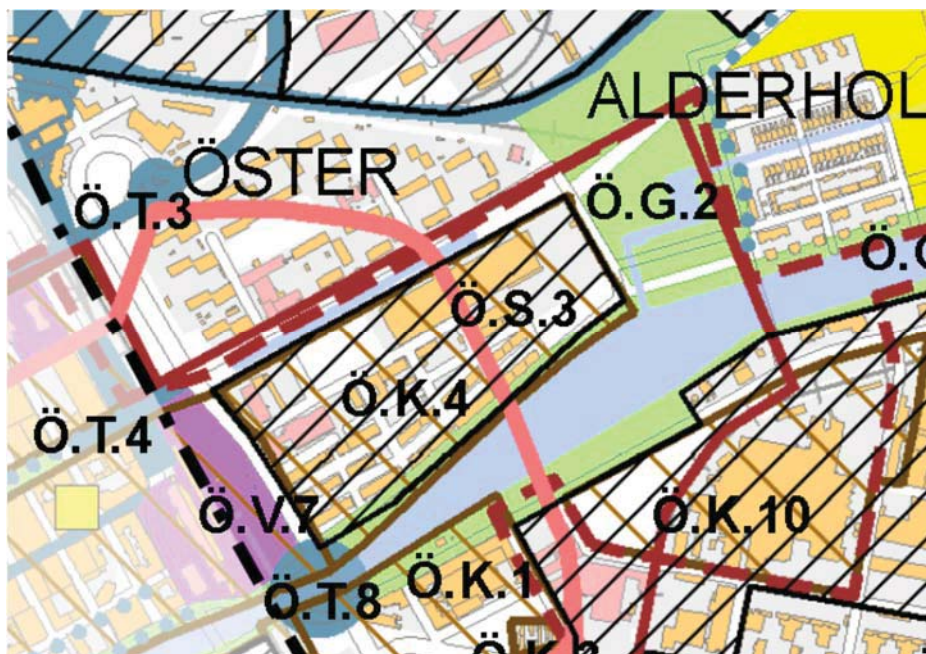 ALDERHOL
ÖSTER
Ö.T.3
Ö.G.2
Ö.G
Ö.S.3
Ö.K.4
Ö.T.4
Ö.V.7
Ö.K.10
Ö.K.1
Ö.T.8